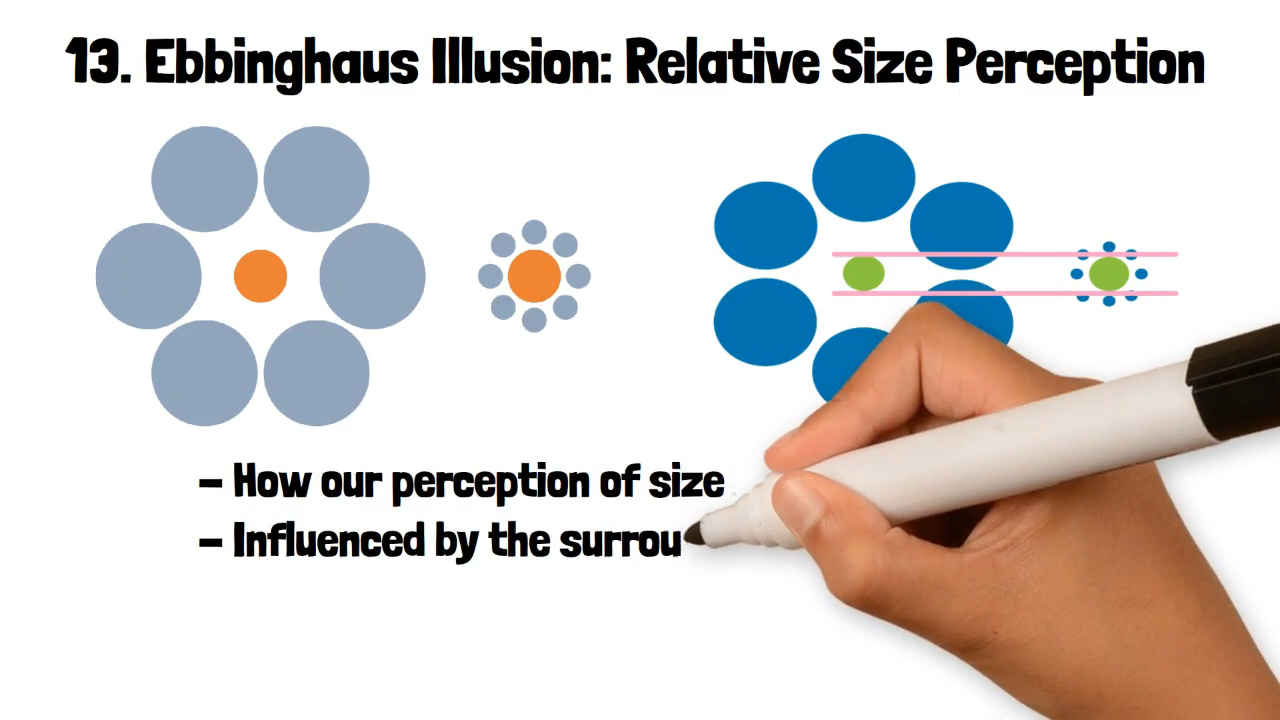 13. Ebbinghaus Illusion: Relative Size Perception
– How our perception of size
– Influenced by the surrou